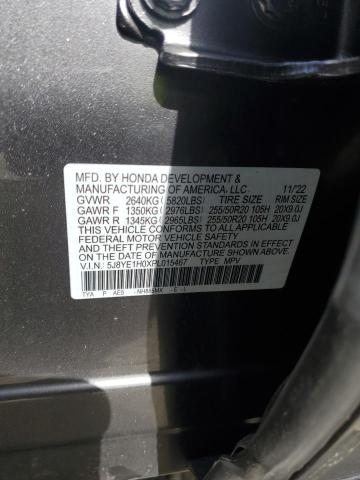 MFD. BY HONDA DEVELOPMENT &
MANUFACTURING OF AMERICA, LLC. 11/'22
GVWR 2640KG (5820LBS) TIRE SIZE RIM SIZE
GAWR F 1350KG (2976LBS) 255/50R20 105H 20X9.0J
GAWR R 1345KG (2965LBS) 255/50R20 105H 20X9.0J
THIS VEHICLE CONFORMS TO ALL APPLICABLE
FEDERAL MOTOR VEHICLE SAFETY AND
THEFT PREVENTION STANDARDS IN EFFECT ON
THE DATE OF MANUFACTURE SHOWN ABOVE.
V.I.N.: 5J8YE1H0XPL015467 TYPE: MPV
TYA P AE5 -E -L